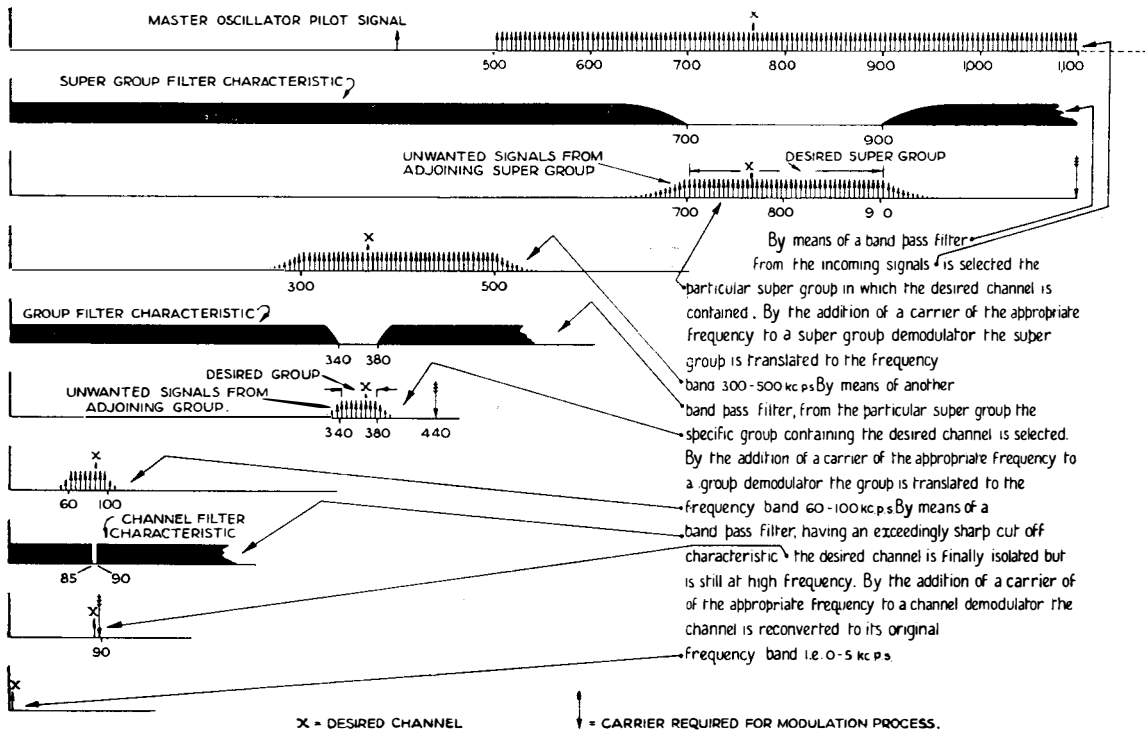 MASTER OSCILLATOR PILOT SIGNAL
x
500 600 700 800 900 1,000 1,100
SUPER GROUP FILTER CHARACTERISTIC
700 900
UNWANTED SIGNALS FROM
ADJOINING SUPER GROUP
DESIRED SUPER GROUP
x
700 800 9 0
x
300 500
GROUP FILTER CHARACTERISTIC
340 380
DESIRED GROUP
x
UNWANTED SIGNALS FROM
ADJOINING GROUP.
340 380 440
x
60 100
CHANNEL FILTER
CHARACTERISTIC
85 90
x
90
x
By means of a band pass filter
from the incoming signals is selected the
particular super group in which the desired channel is
contained. By the addition of a carrier of the appropriate
frequency to a super group demodulator the super
group is translated to the frequency
band 300-500 kc p s By means of another
band pass filter, from the particular super group the
specific group containing the desired channel is selected.
By the addition of a carrier of the appropriate frequency to
a group demodulator the group is translated to the
frequency band 60-100 kc p.s By means of a
band pass filter, having an exceedingly sharp cut off
characteristic the desired channel is finally isolated but
is still at high frequency. By the addition of a carrier of
of the appropriate frequency to a channel demodulator the
channel is reconverted to its original
frequency band i.e. 0-5 kc p.s.
x = DESIRED CHANNEL
= CARRIER REQUIRED FOR MODULATION PROCESS.